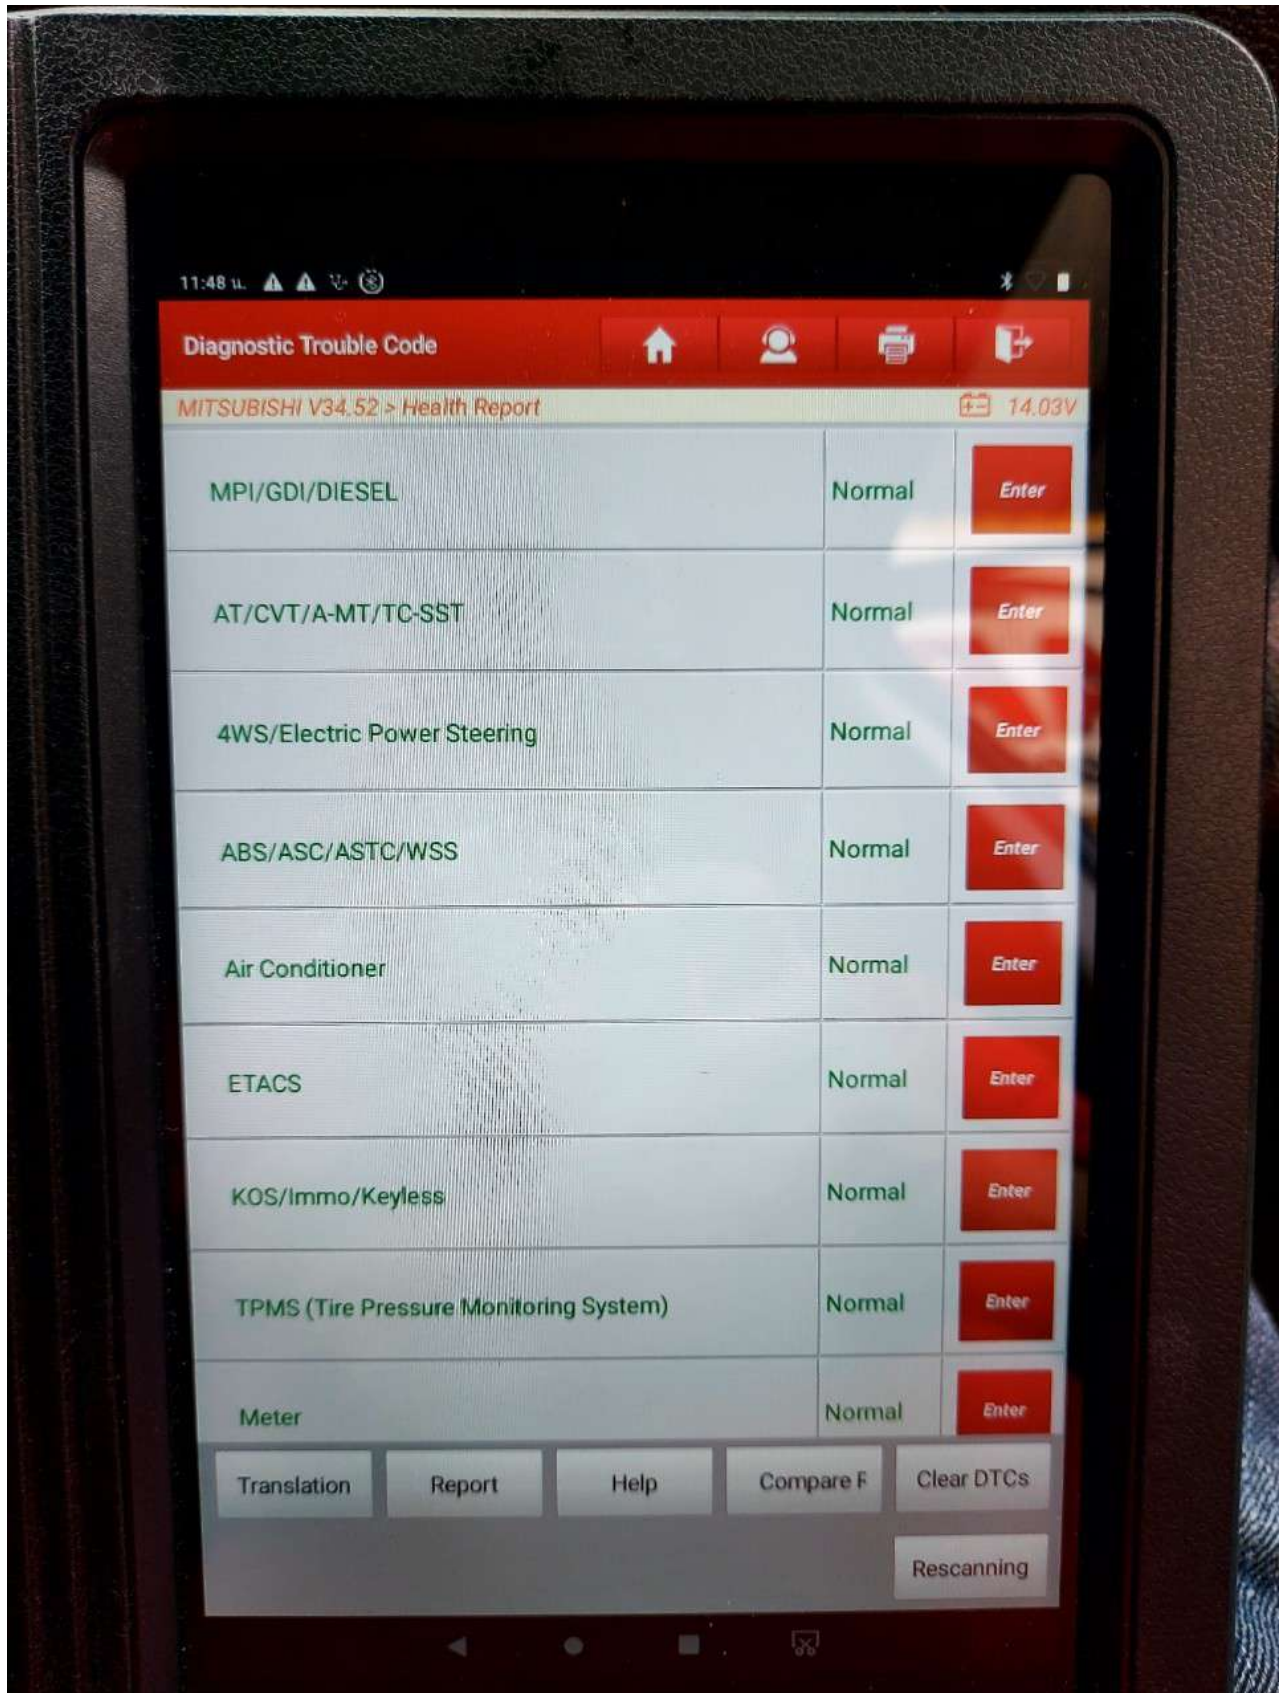 11:48 น.
Diagnostic Trouble Code
MITSUBISHI V34.52 > Health Report 14.03V
MPI/GDI/DIESEL Normal Enter
AT/CVT/A-MT/TC-SST Normal Enter
4WS/Electric Power Steering Normal Enter
ABS/ASC/ASTC/WSS Normal Enter
Air Conditioner Normal Enter
ETACS Normal Enter
KOS/Immo/Keyless Normal Enter
TPMS (Tire Pressure Monitoring System) Normal Enter
Meter Normal Enter
Translation Report Help Compare F Clear DTCs
Rescanning